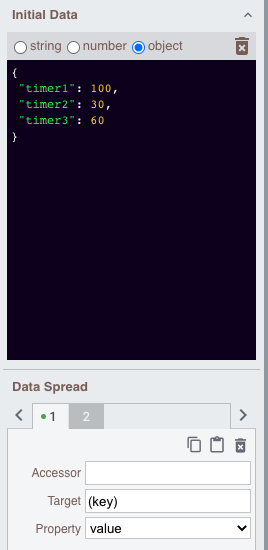 Initial Data
string number object
{
"timer1": 100,
"timer2": 30,
"timer3": 60
}
Data Spread
1 2
Accessor
Target (key)
Property value